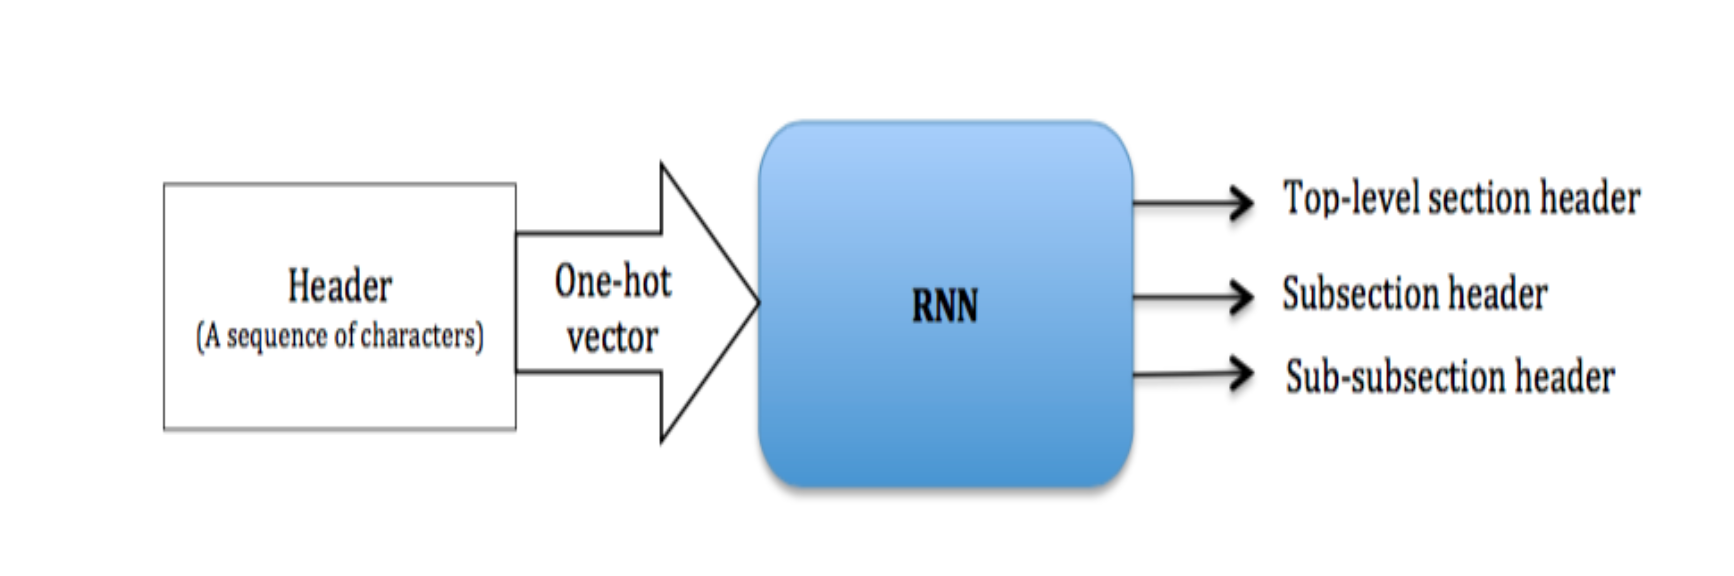 Header
(A sequence of characters)
One-hot
vector
RNN
Top-level section header
Subsection header
Sub-subsection header